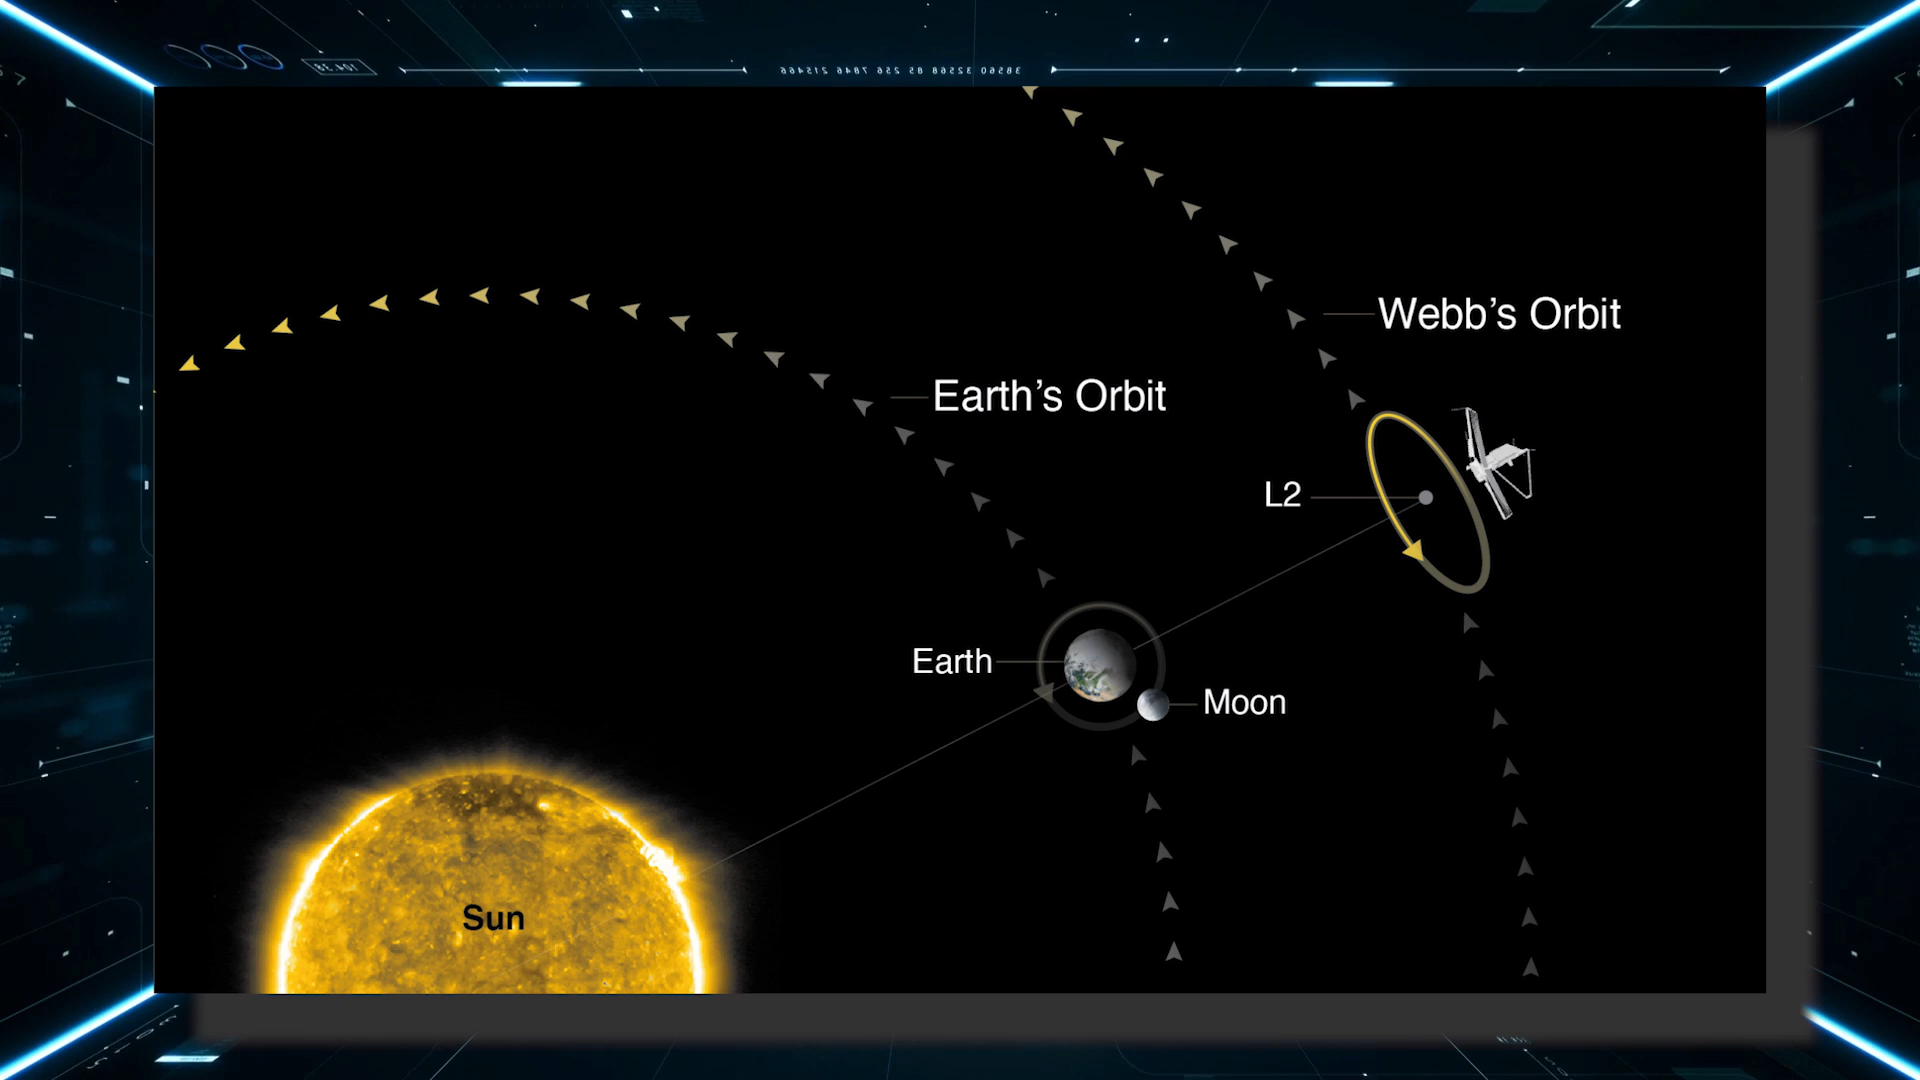 Webb's Orbit
Earth's Orbit
L2
Earth
Moon
Sun